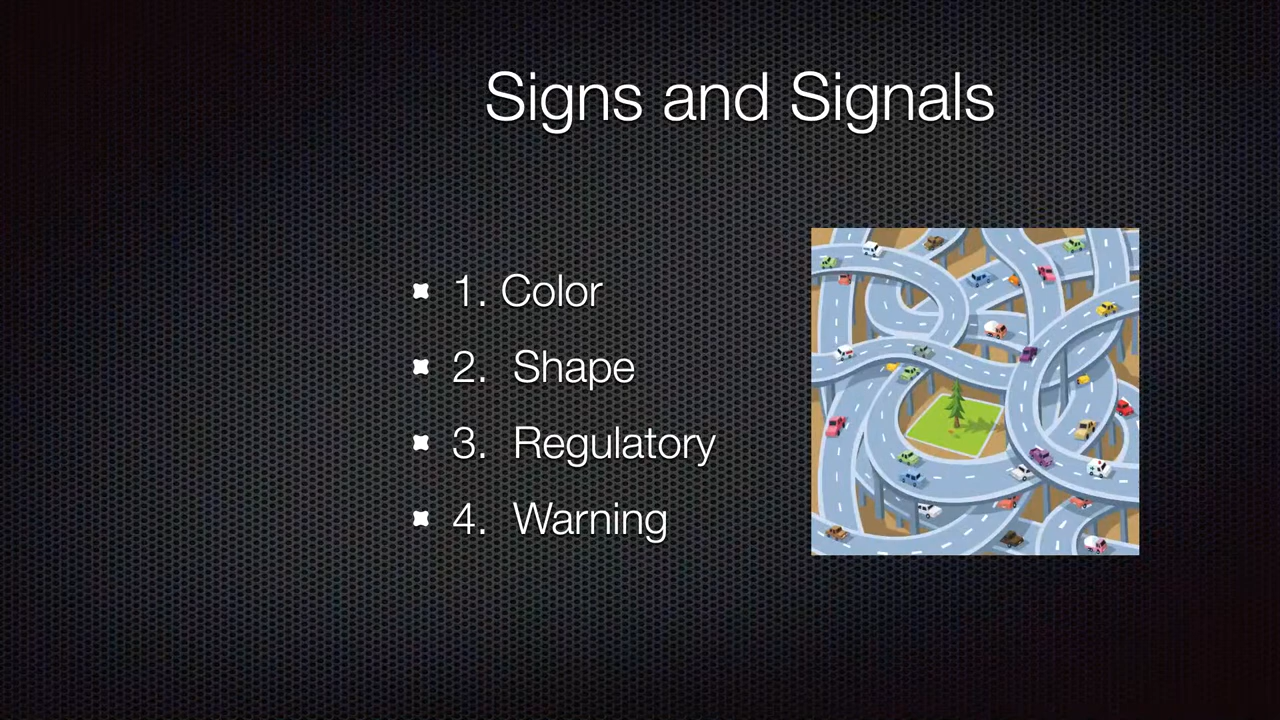 Signs and Signals
1. Color
2. Shape
3. Regulatory
4. Warning